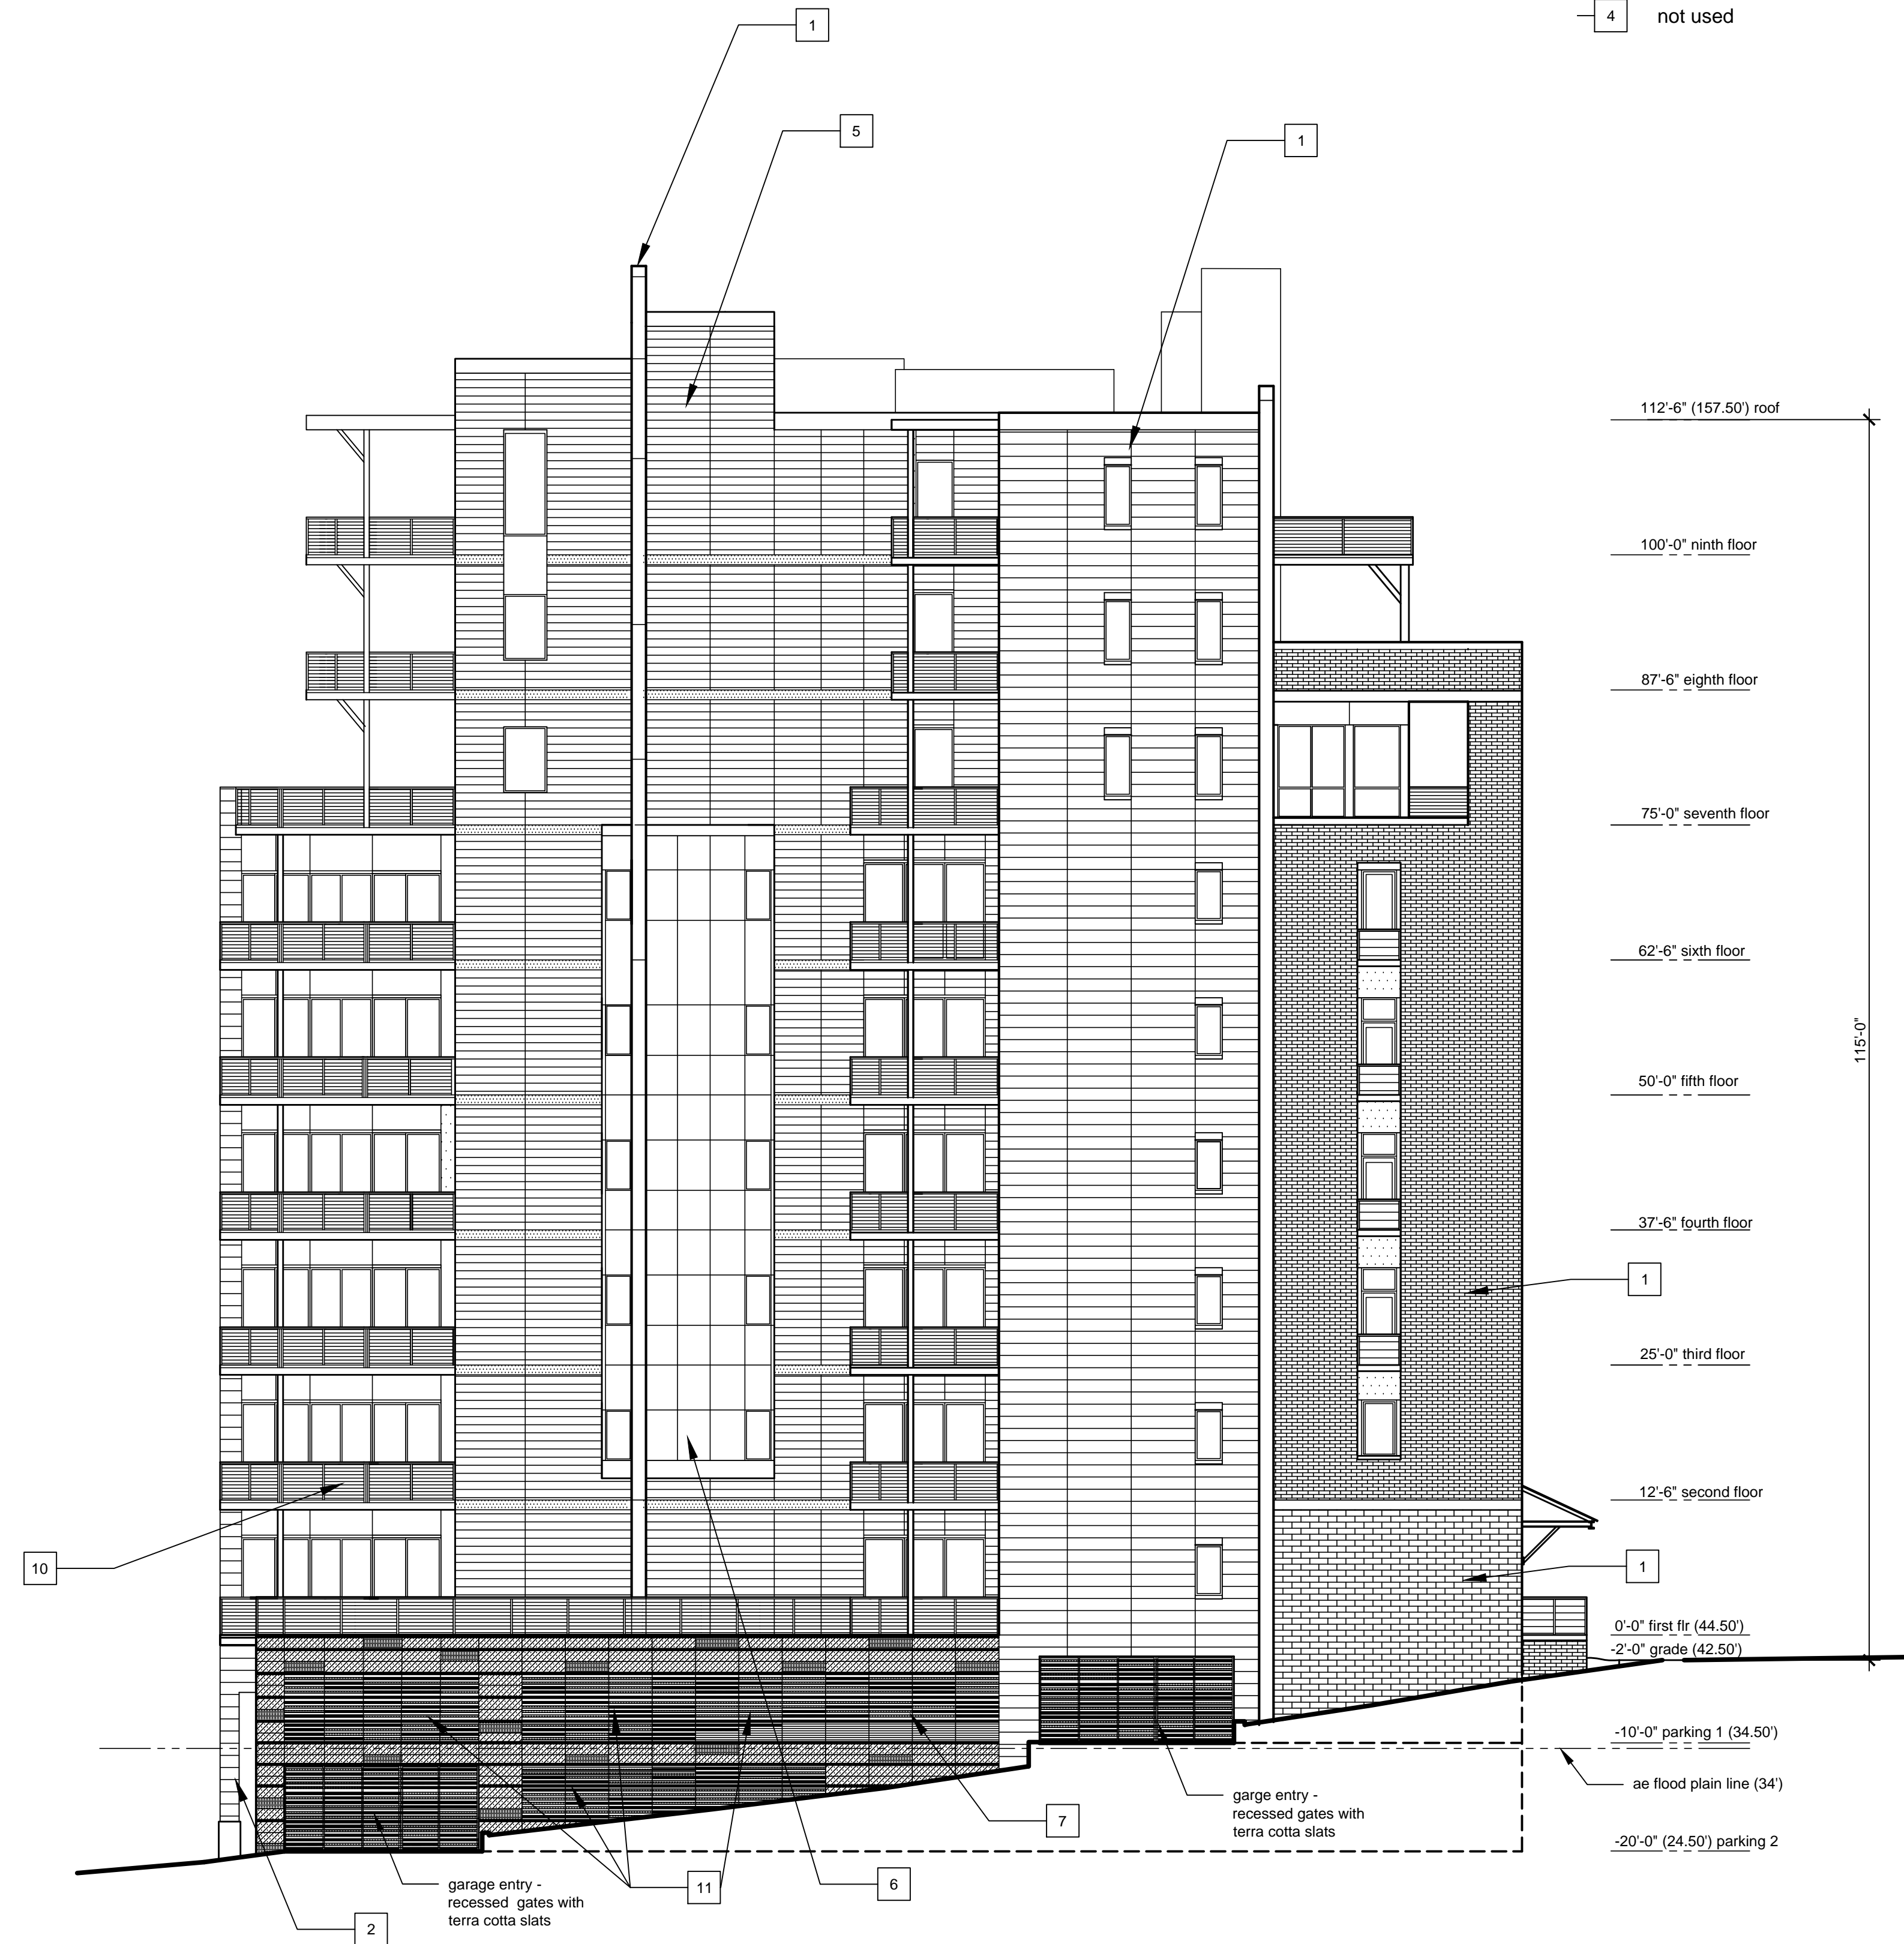 4 not used
1
5
1
112'-6" (157.50') roof
100'-0" ninth floor
87'-6" eighth floor
75'-0" seventh floor
62'-6" sixth floor
115'-0"
50'-0" fifth floor
37'-6" fourth floor
1
25'-0" third floor
12'-6" second floor
10
1
0'-0" first flr (44.50')
-2'-0" grade (42.50')
-10'-0" parking 1 (34.50')
ae flood plain line (34')
garge entry -
recessed gates with
terra cotta slats
7
-20'-0" (24.50') parking 2
6
11
garage entry -
recessed gates with
terra cotta slats
2